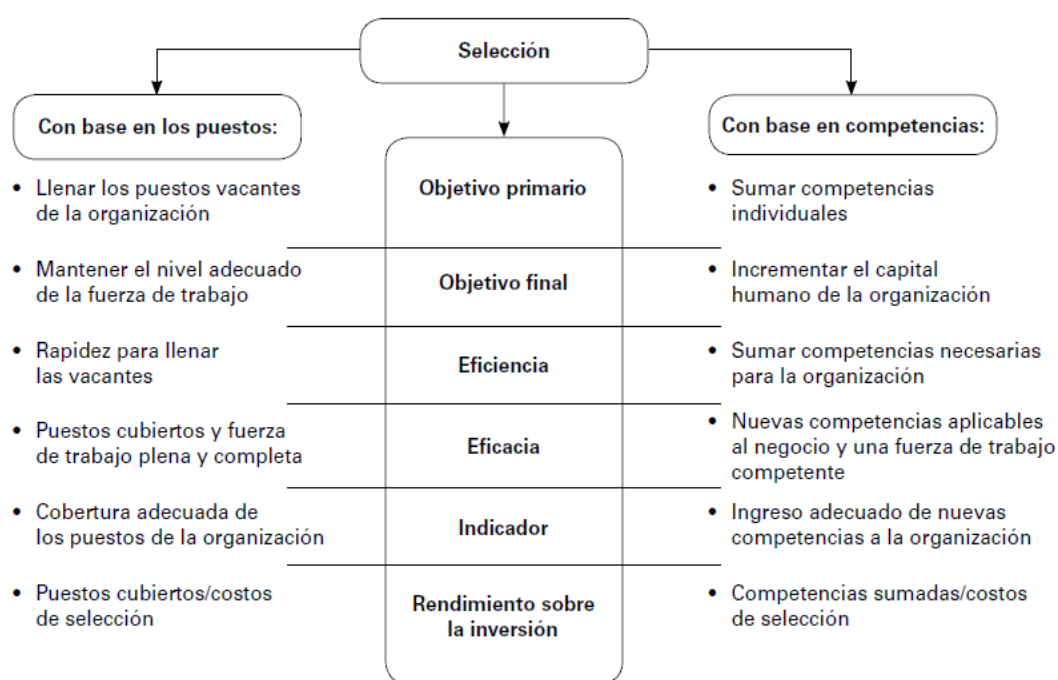 Selección
Con base en los puestos:
Con base en competencias:
• Llenar los puestos vacantes
de la organización
Objetivo primario
• Sumar competencias
individuales
• Mantener el nivel adecuado
de la fuerza de trabajo
Objetivo final
• Incrementar el capital
humano de la organización
• Rapidez para llenar
las vacantes
Eficiencia
• Sumar competencias necesarias
para la organización
• Puestos cubiertos y fuerza
de trabajo plena y completa
Eficacia
• Nuevas competencias aplicables
al negocio y una fuerza de trabajo
competente
• Cobertura adecuada de
los puestos de la organización
Indicador
• Ingreso adecuado de nuevas
competencias a la organización
• Puestos cubiertos/costos
de selección
Rendimiento sobre
la inversión
• Competencias sumadas/costos
de selección